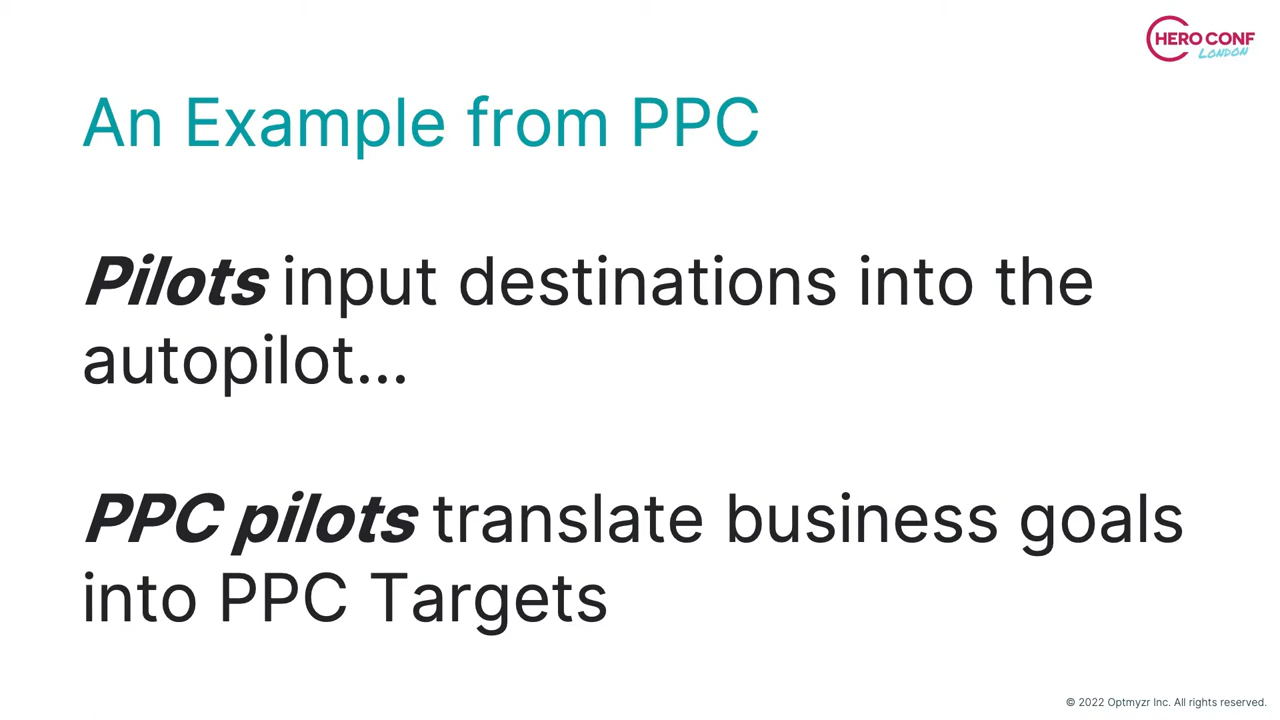 HERO CONF
LONDON
An Example from PPC
Pilots input destinations into the
autopilot...
PPC pilots translate business goals
into PPC Targets
© 2022 Optmyzr Inc. All rights reserved.